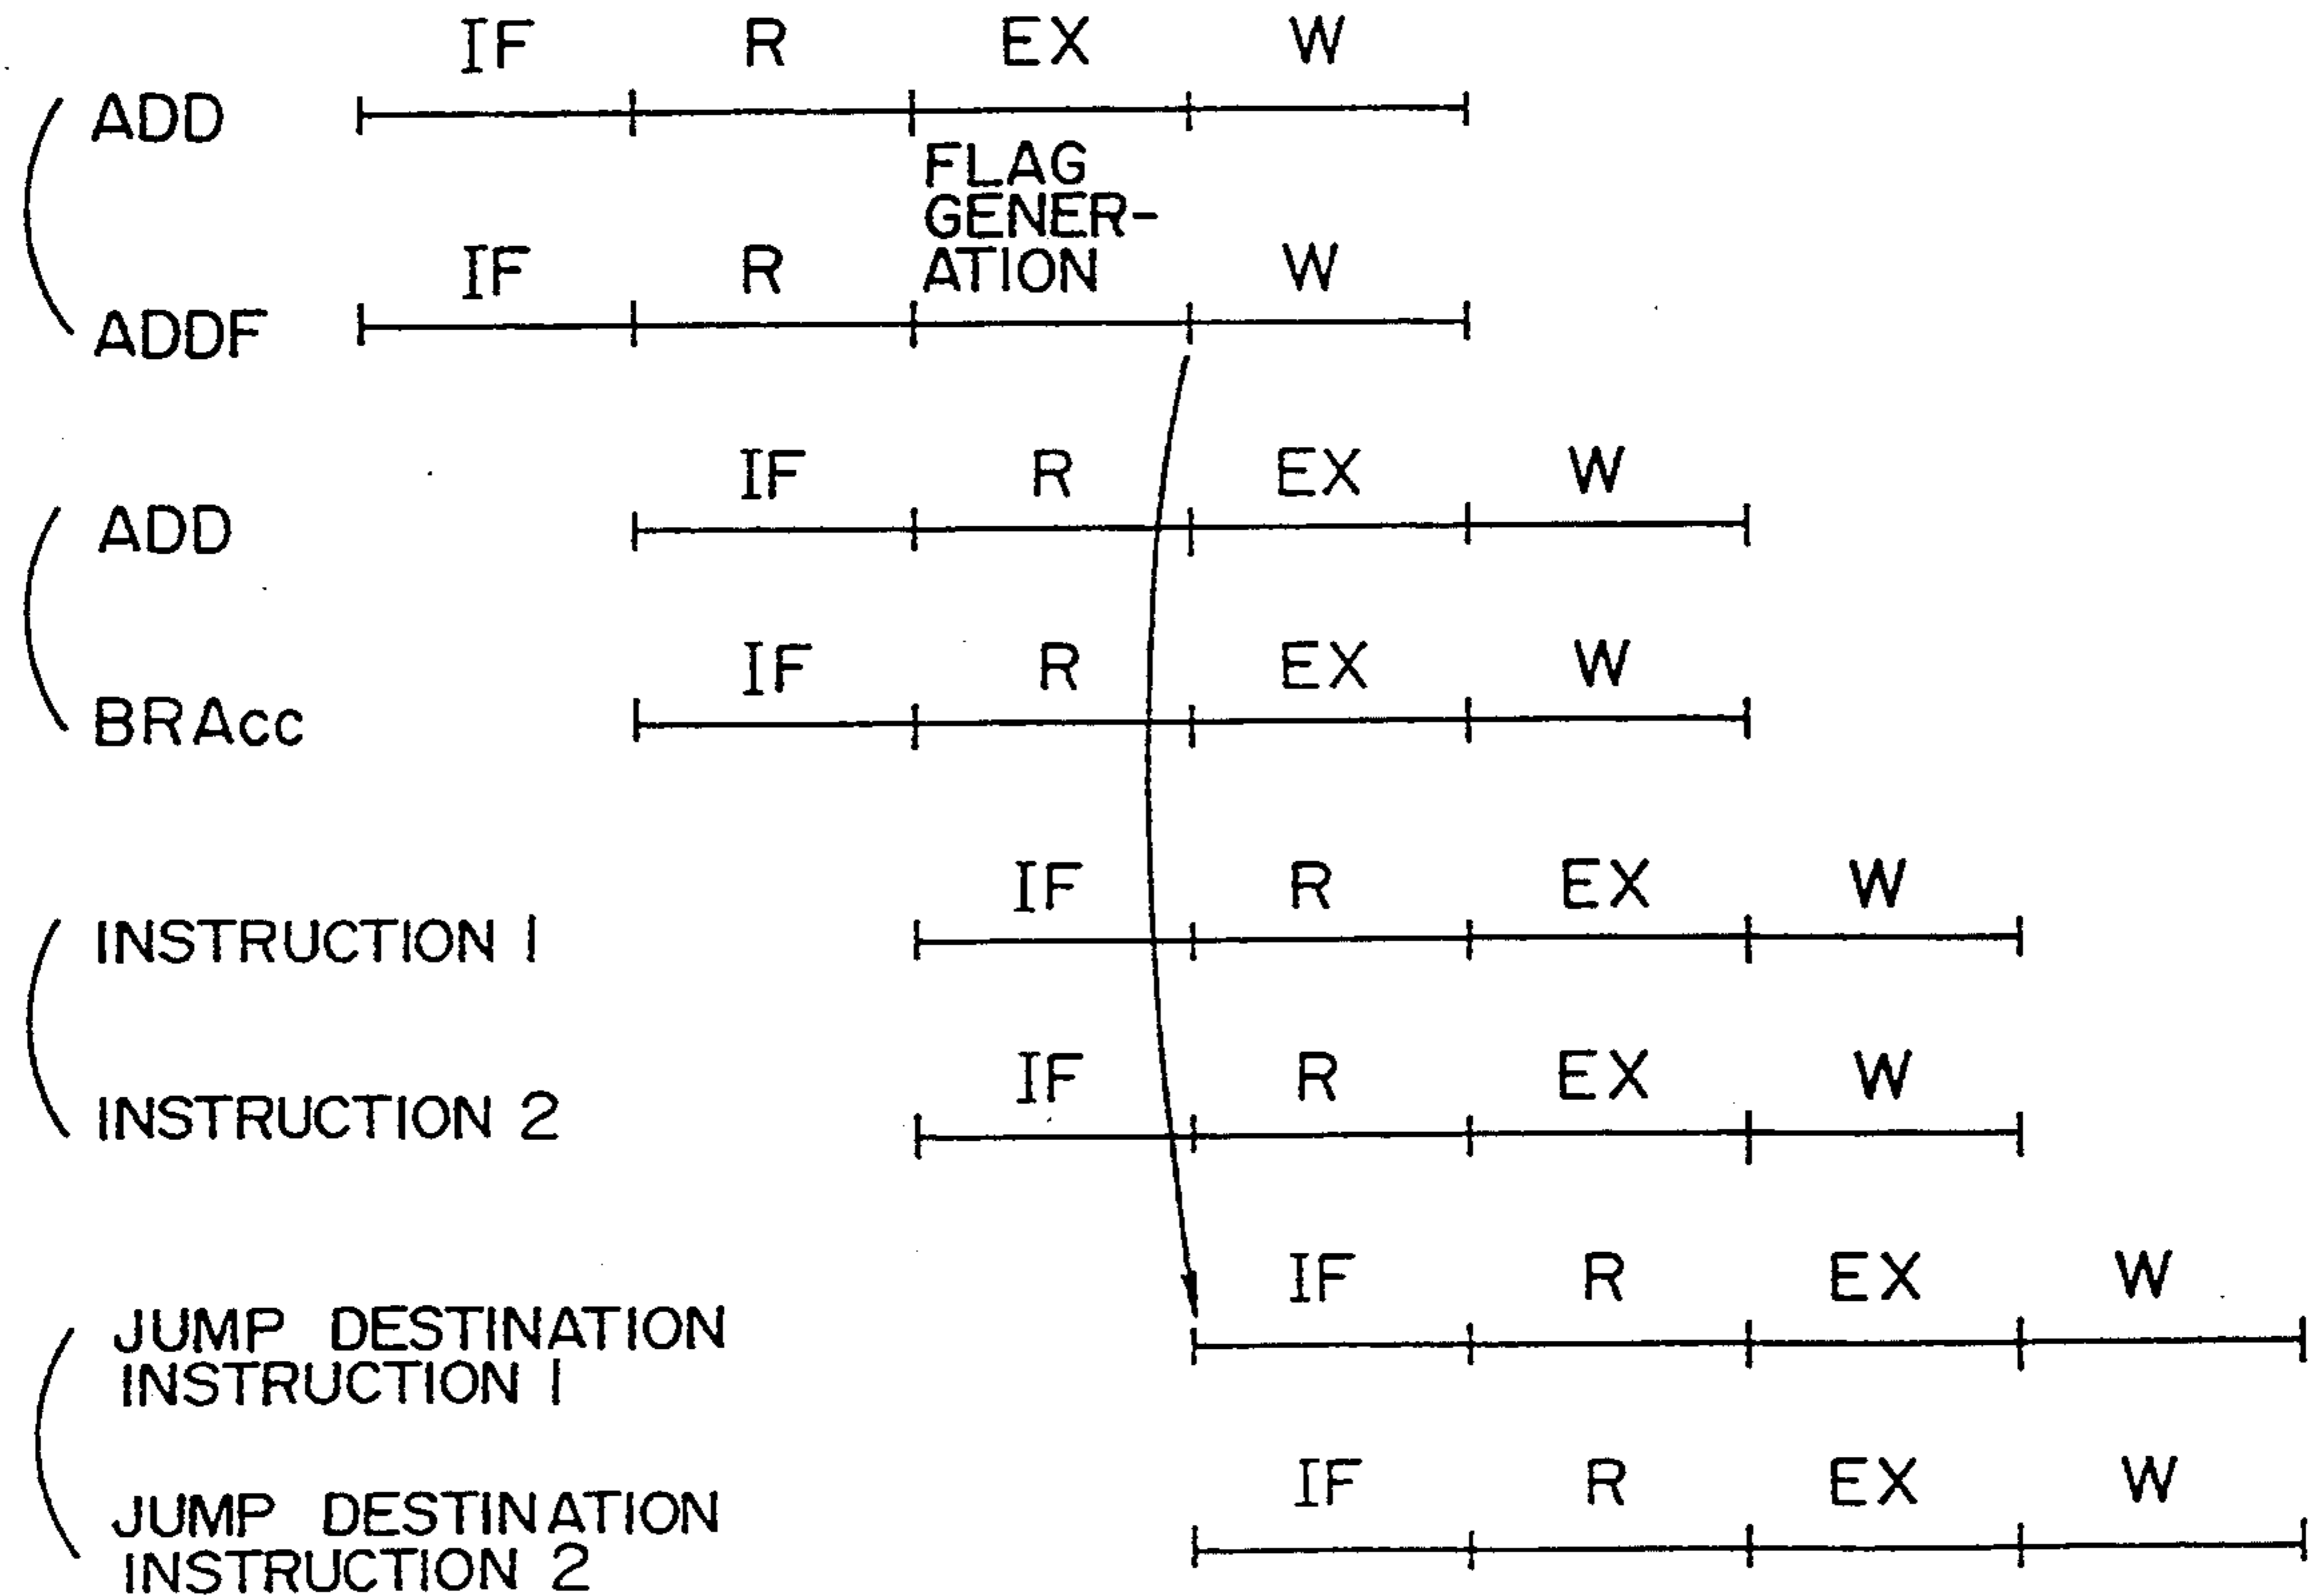 IF R EX W
ADD
FLAG
GENER-
IF R ATION W
ADDF
IF R EX W
ADD
IF R EX W
BRAcc
IF R EX W
INSTRUCTION 1
IF R EX W
INSTRUCTION 2
IF R EX W
JUMP DESTINATION
INSTRUCTION 1
IF R EX W
JUMP DESTINATION
INSTRUCTION 2